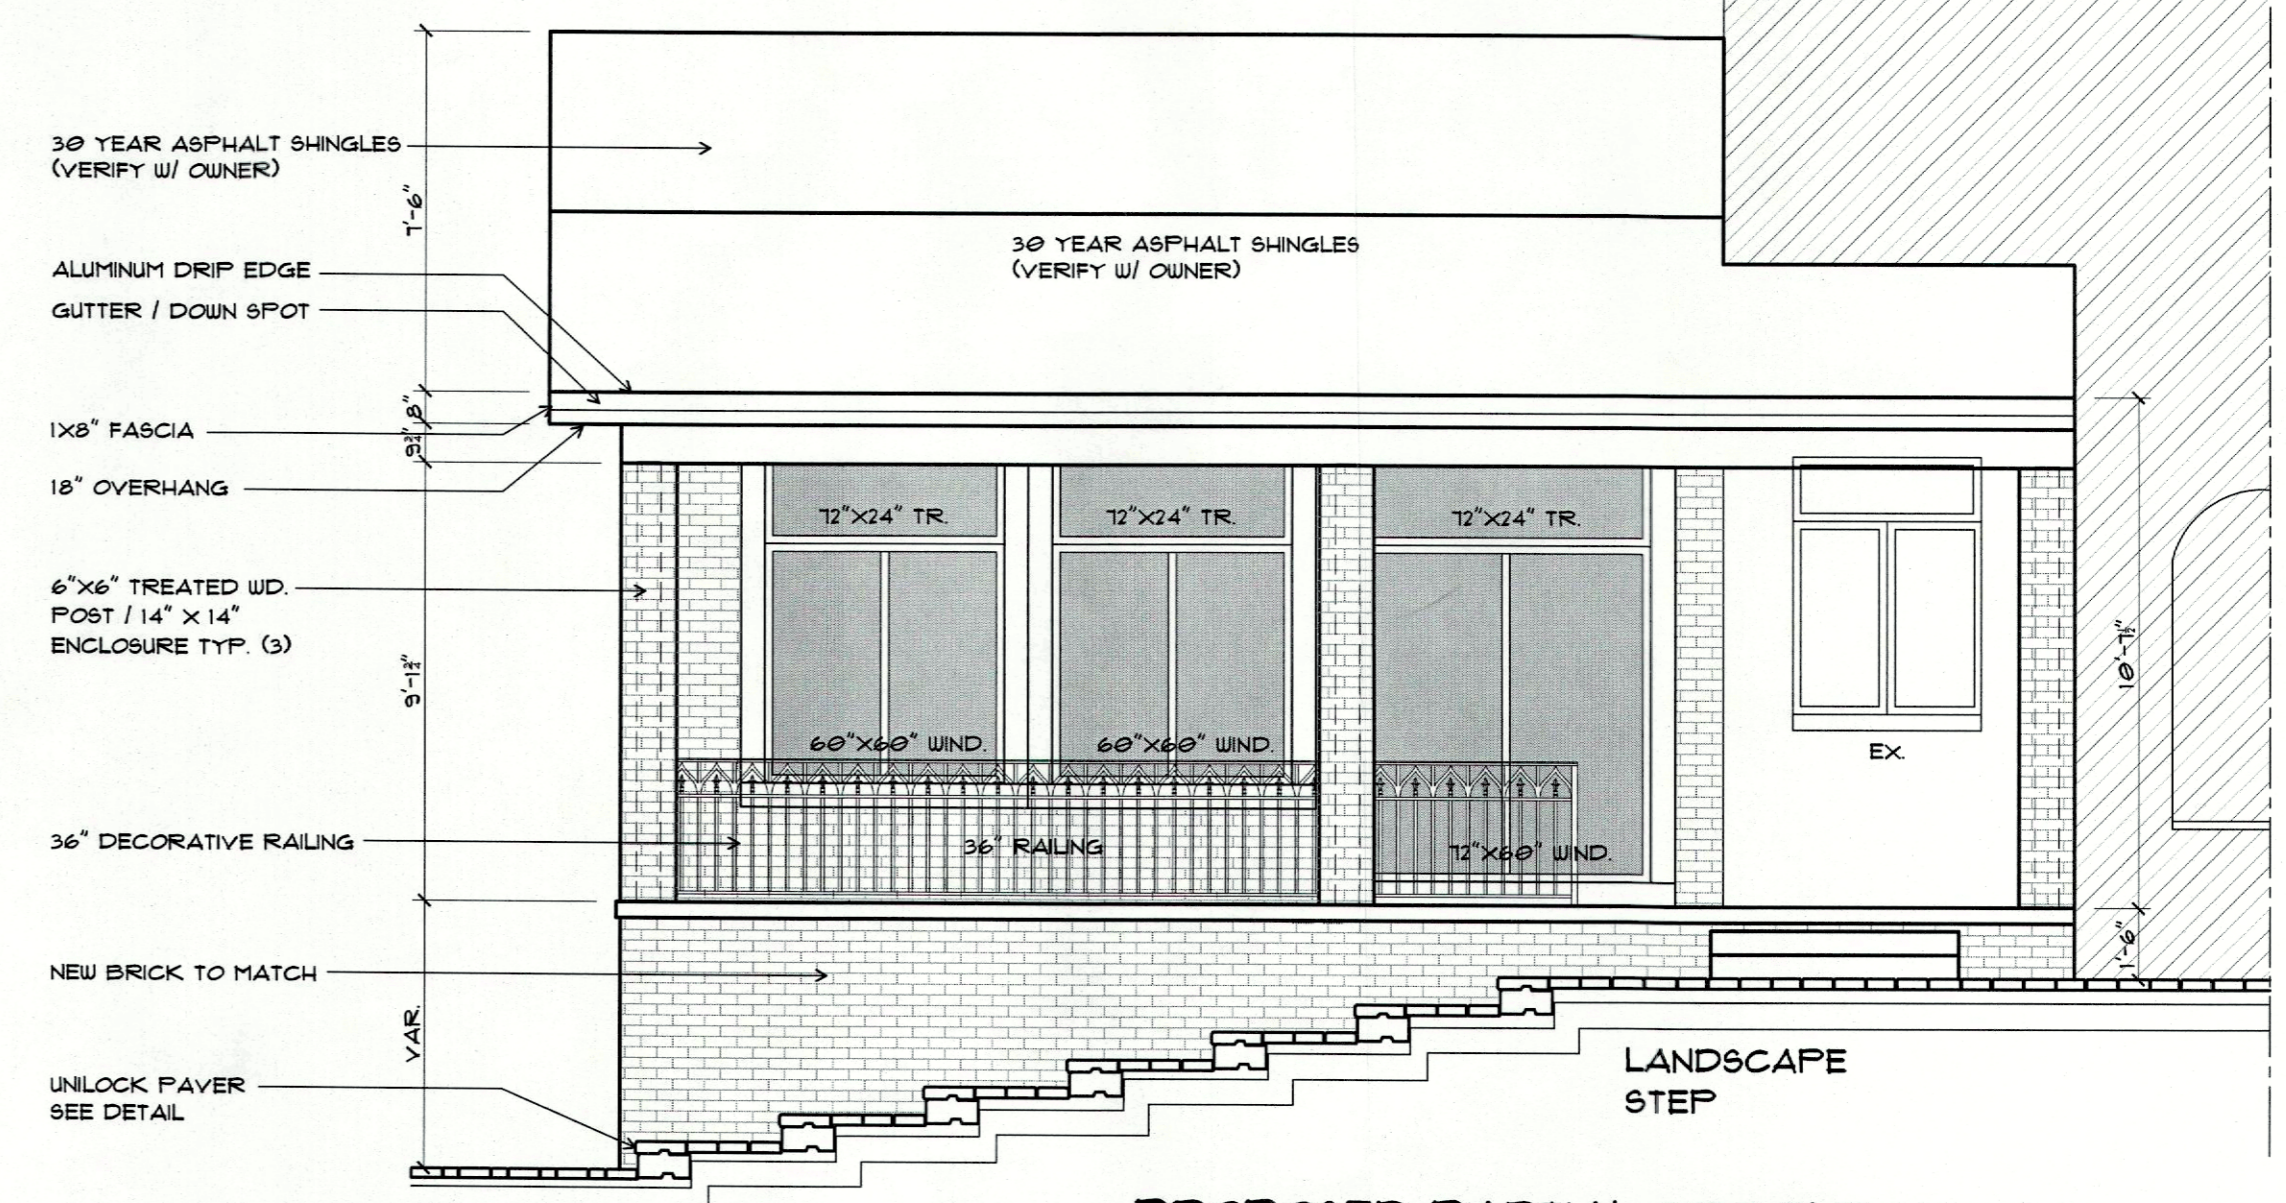 30 YEAR ASPHALT SHINGLES
(VERIFY W/ OWNER)
7'-6"
30 YEAR ASPHALT SHINGLES
(VERIFY W/ OWNER)
ALUMINUM DRIP EDGE
GUTTER / DOWN SPOT
8"
1X8" FASCIA
9¾"
18" OVERHANG
72"X24" TR.
72"X24" TR.
72"X24" TR.
6"X6" TREATED WD.
POST / 14" X 14"
ENCLOSURE TYP. (3)
9'-1¾"
10'-7½"
60"X60" WIND.
60"X60" WIND.
EX.
36" DECORATIVE RAILING
36" RAILING
72"X60" WIND.
NEW BRICK TO MATCH
1'-6"
VAR.
LANDSCAPE
STEP
UNILOCK PAVER
SEE DETAIL